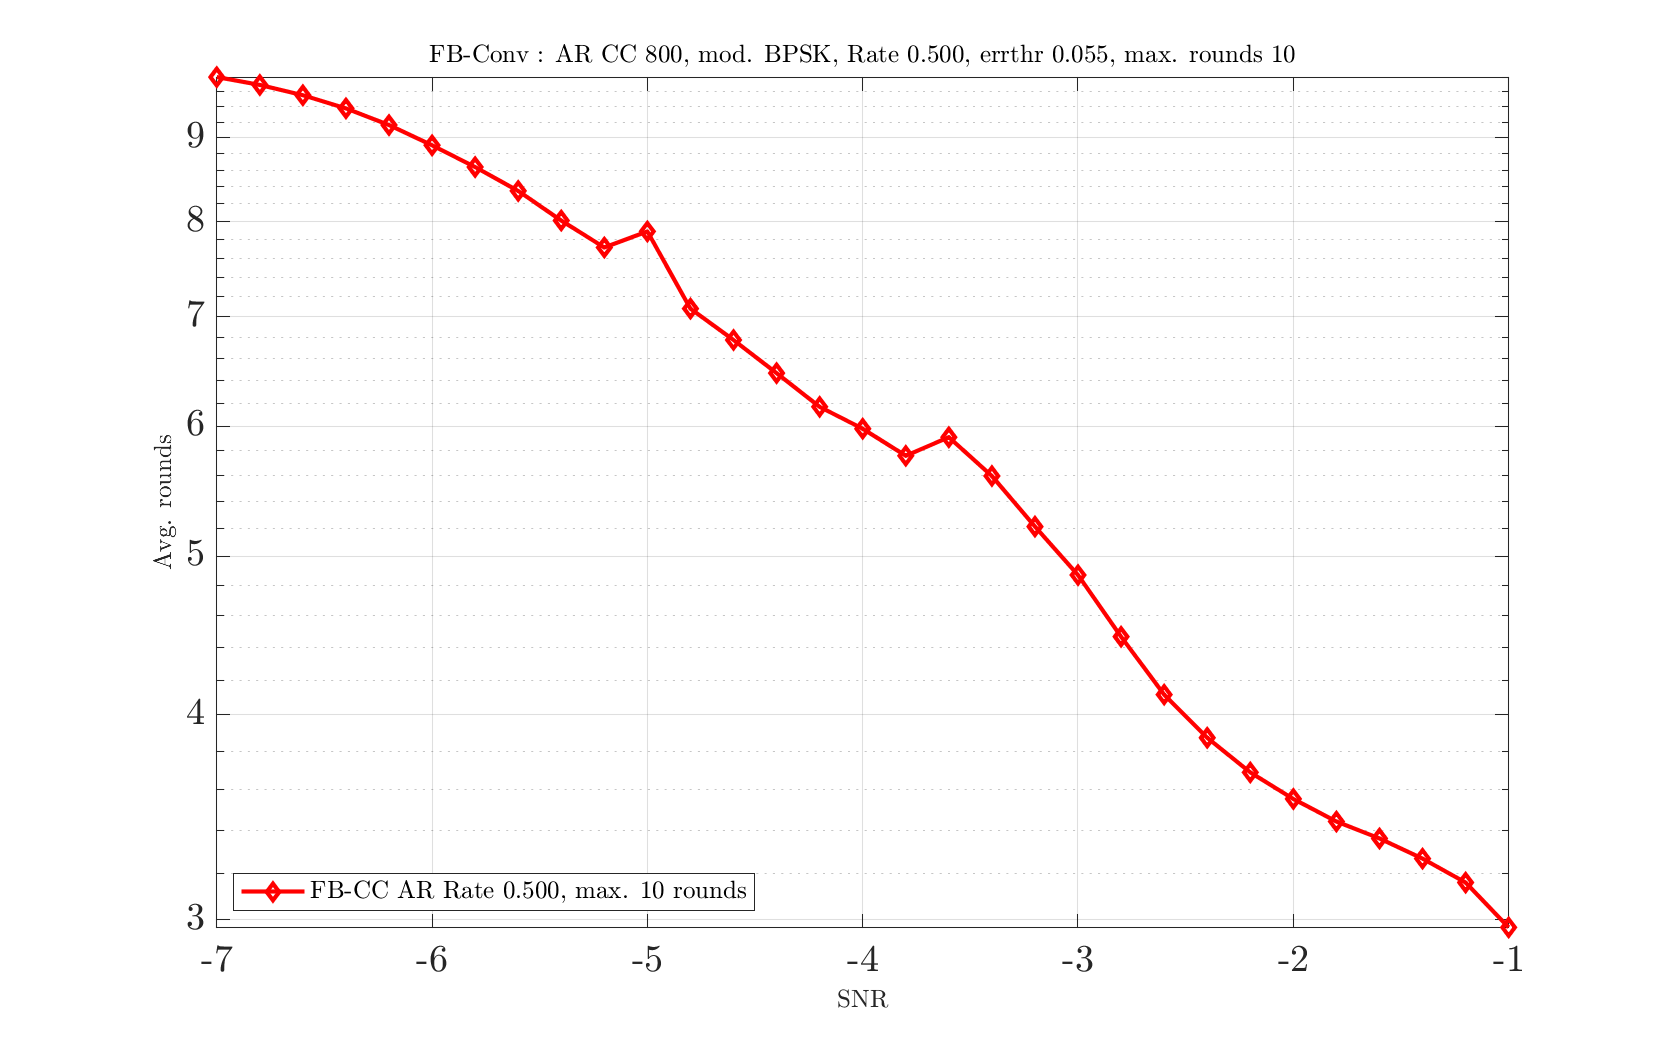 FB-Conv : AR CC 800, mod. BPSK, Rate 0.500, errthr 0.055, max. rounds 10
9
8
7
6
5
4
3
Avg. rounds
FB-CC AR Rate 0.500, max. 10 rounds
-7 -6 -5 -4 -3 -2 -1
SNR